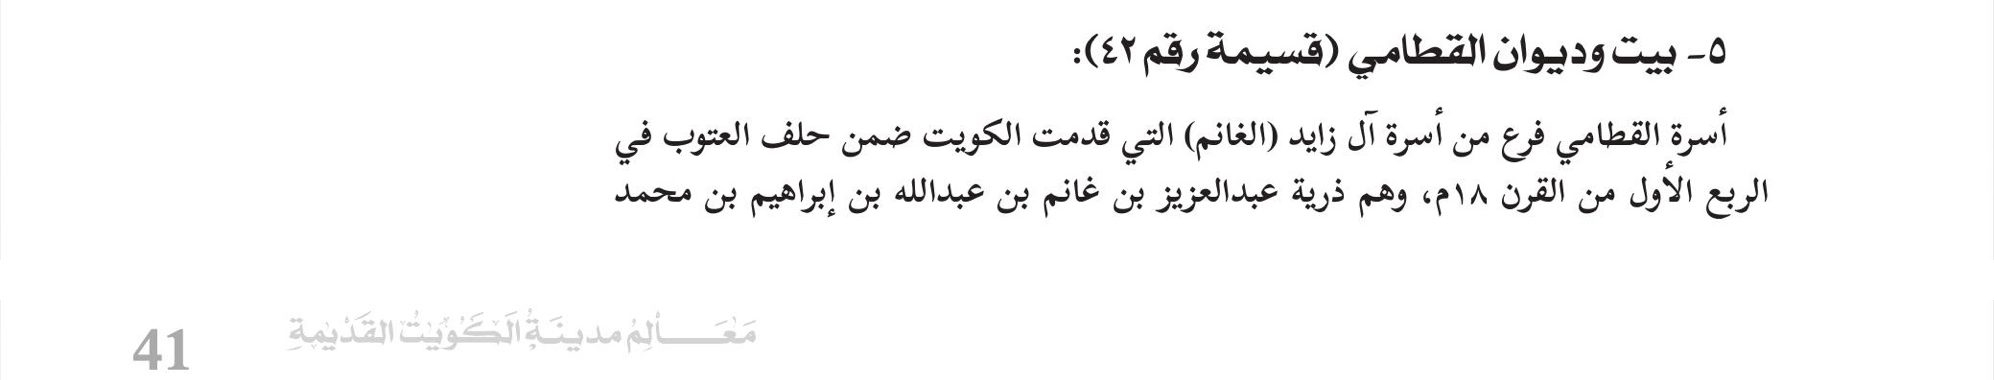 ٥- بيت وديوان القطامي (قسيمة رقم ٤٢):
أسرة القطامي فرع من أسرة آل زايد (الغانم) التي قدمت الكويت ضمن حلف العتوب في
الربع الأول من القرن ١٨م، وهم ذرية عبدالعزيز بن غانم بن عبدالله بن إبراهيم بن محمد
مَعَالِمُ مدينَةُ الكُوَيْتُ القَدْيمةِ
41